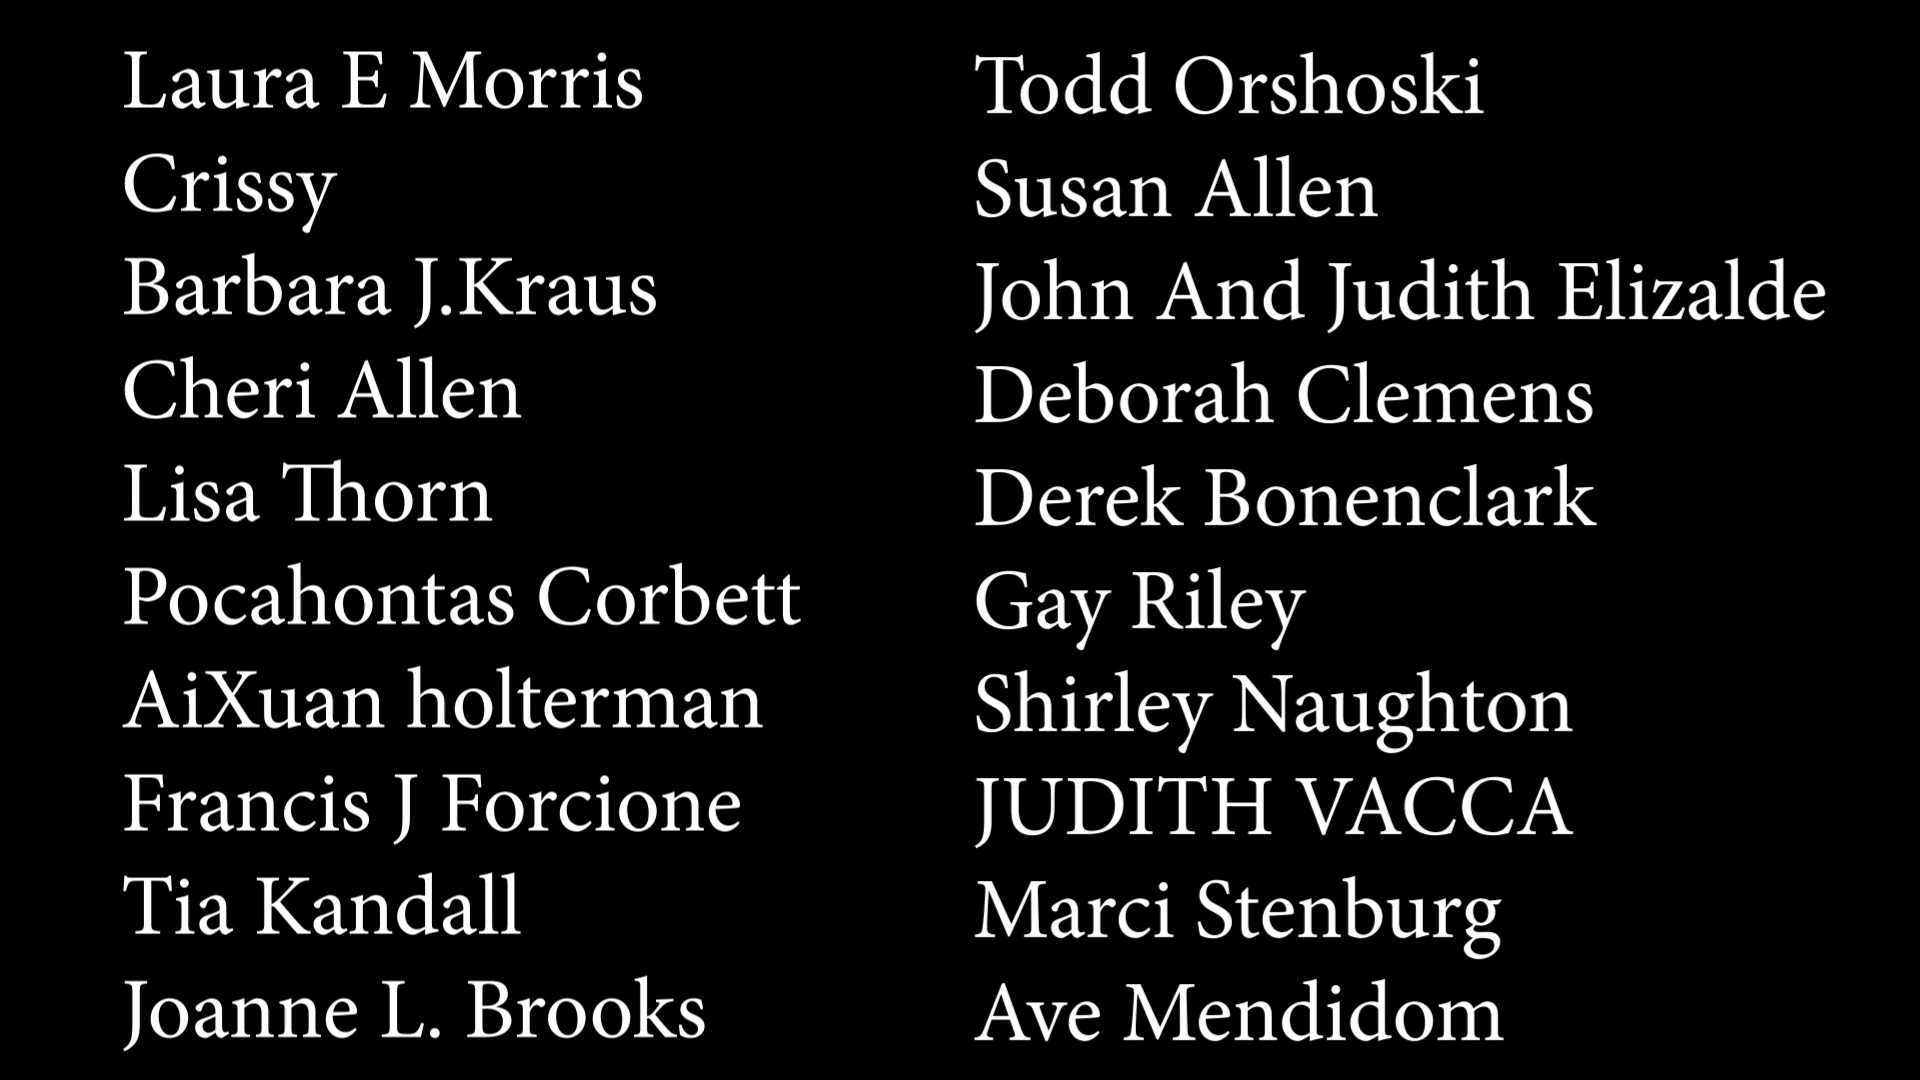 Laura E Morris
Crissy
Barbara J.Kraus
Cheri Allen
Lisa Thorn
Pocahontas Corbett
AiXuan holterman
Francis J Forcione
Tia Kandall
Joanne L. Brooks
Todd Orshoski
Susan Allen
John And Judith Elizalde
Deborah Clemens
Derek Bonenclark
Gay Riley
Shirley Naughton
JUDITH VACCA
Marci Stenburg
Ave Mendidom